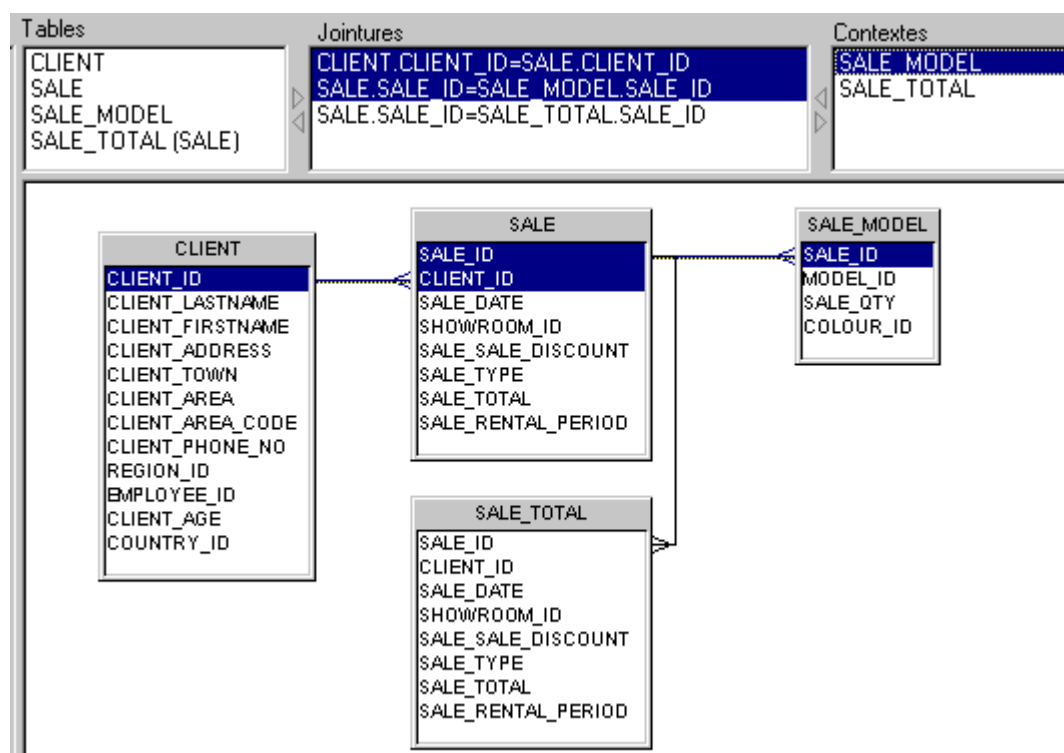 Tables
CLIENT
SALE
SALE_MODEL
SALE_TOTAL (SALE)
Jointures
CLIENT.CLIENT_ID=SALE.CLIENT_ID
SALE.SALE_ID=SALE_MODEL.SALE_ID
SALE.SALE_ID=SALE_TOTAL.SALE_ID
Contextes
SALE_MODEL
SALE_TOTAL
CLIENT
CLIENT_ID
CLIENT_LASTNAME
CLIENT_FIRSTNAME
CLIENT_ADDRESS
CLIENT_TOWN
CLIENT_AREA
CLIENT_AREA_CODE
CLIENT_PHONE_NO
REGION_ID
EMPLOYEE_ID
CLIENT_AGE
COUNTRY_ID
SALE
SALE_ID
CLIENT_ID
SALE_DATE
SHOWROOM_ID
SALE_SALE_DISCOUNT
SALE_TYPE
SALE_TOTAL
SALE_RENTAL_PERIOD
SALE_MODEL
SALE_ID
MODEL_ID
SALE_QTY
COLOUR_ID
SALE_TOTAL
SALE_ID
CLIENT_ID
SALE_DATE
SHOWROOM_ID
SALE_SALE_DISCOUNT
SALE_TYPE
SALE_TOTAL
SALE_RENTAL_PERIOD